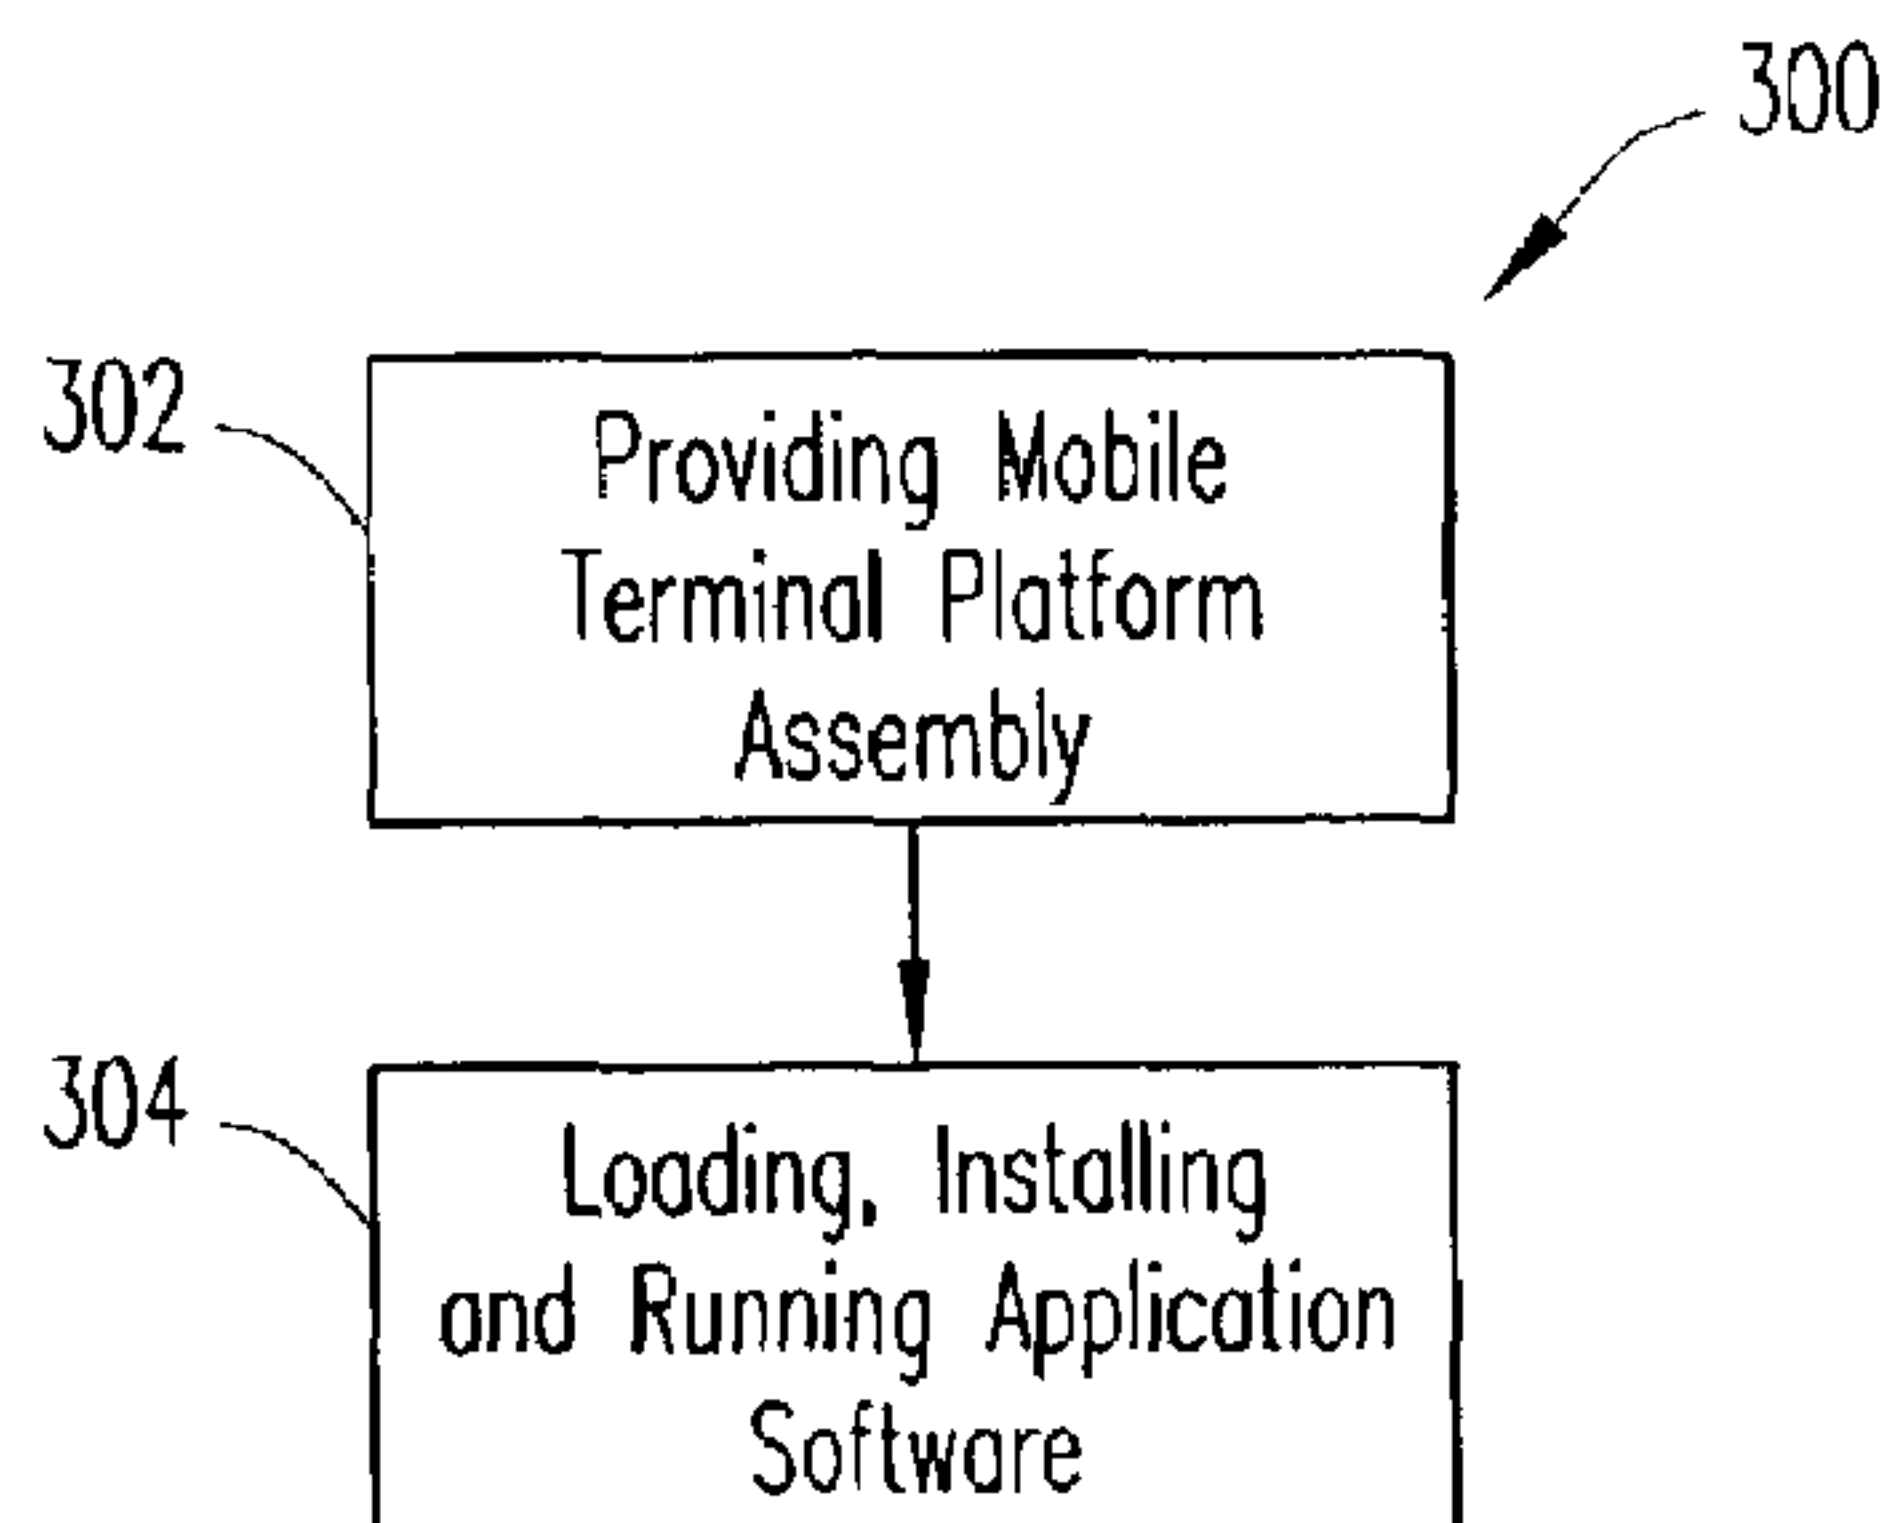 300
302
Providing Mobile
Terminal Platform
Assembly
304
Loading, Installing
and Running Application
Software